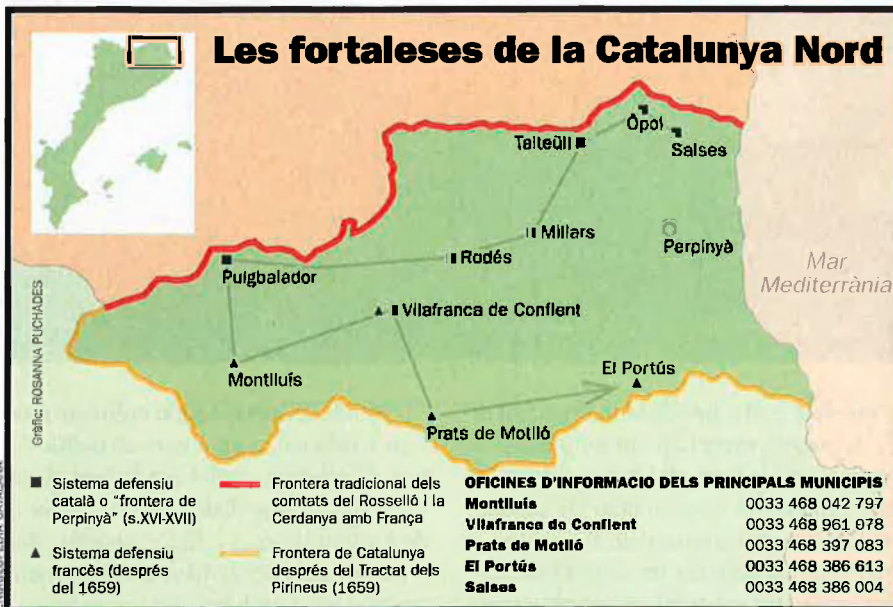 Les fortaleses de la Catalunya Nord
Opol
Talteüll
Salses
Millars
Perpinyà
Rodés
Puigbalador
Mar
Mediterrània
Vilafranca de Conflent
Montlluís
El Portús
Prats de Motlló
Gràfic: ROSANNA PUCHADES
Sistema defensiu
català o "frontera de
Perpinyà" (s.XVI-XVII)
Sistema defensiu
francès (després
del 1659)
Frontera tradicional dels
comtats del Rosselló i la
Cerdanya amb França
Frontera de Catalunya
després del Tractat dels
Pirineus (1659)
OFICINES D'INFORMACIO DELS PRINCIPALS MUNICIPIS
Montlluís 0033 468 042 797
Vilafranca de Conflent 0033 468 961 078
Prats de Motlló 0033 468 397 083
El Portús 0033 468 386 613
Salses 0033 468 386 004